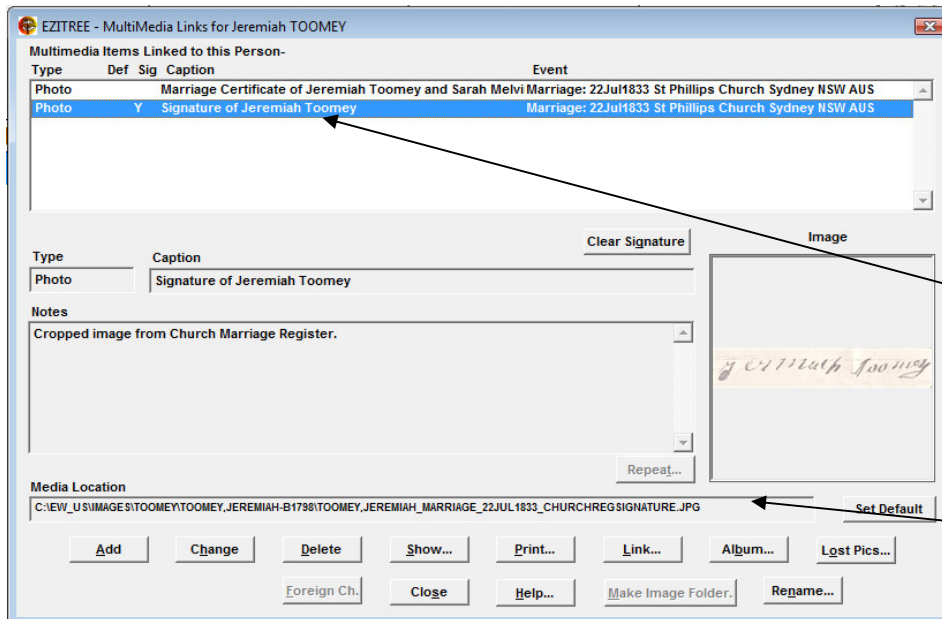 EZITREE - MultiMedia Links for Jeremiah TOOMEY
Multimedia Items Linked to this Person-
Type Def Sig Caption Event
Photo Marriage Certificate of Jeremiah Toomey and Sarah Melvi Marriage: 22Jul1833 St Phillips Church Sydney NSW AUS
Photo Y Signature of Jeremiah Toomey Marriage: 22Jul1833 St Phillips Church Sydney NSW AUS
Clear Signature
Image
Type Caption
Photo Signature of Jeremiah Toomey
Notes
Cropped image from Church Marriage Register.
Jermiah Toomey
Repeat...
Media Location
C:\EW_US\IMAGES\TOOMEY\TOOMEY,JEREMIAH-B1798\TOOMEY,JEREMIAH_MARRIAGE_22JUL1833_CHURCHREGSIGNATURE.JPG Set Default
Add Change Delete Show... Print... Link... Album... Lost Pics...
Foreign Ch. Close Help... Make Image Folder. Rename...